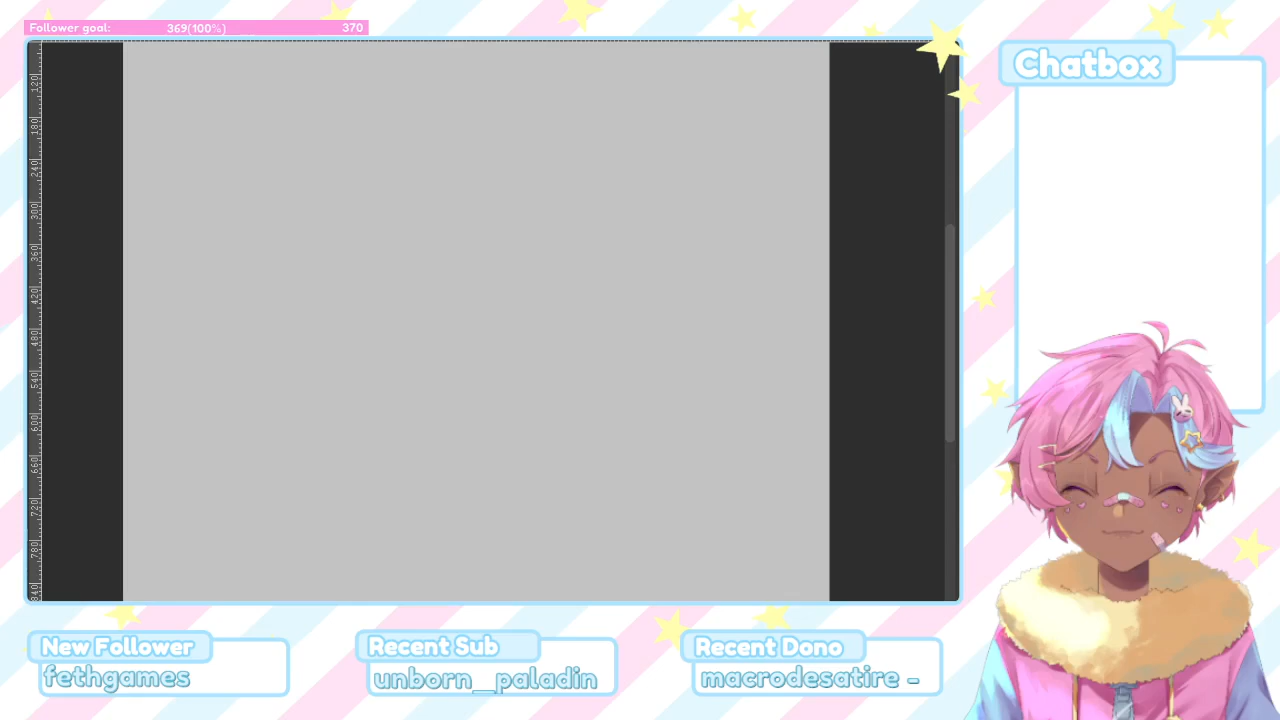 Follower goal: 369(100%) 370
Chatbox
120
180
240
300
360
420
480
540
600
660
720
780
840
New Follower
fethgames
Recent Sub
unborn__paladin
Recent Dono
macrodesatire -